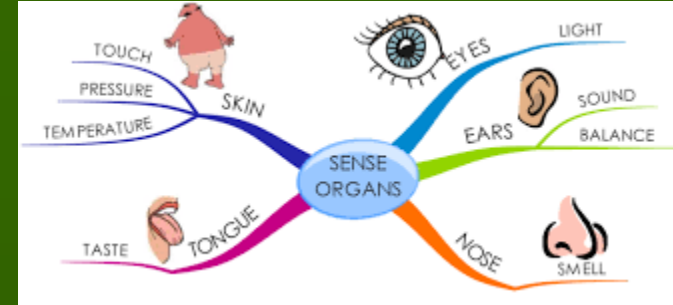 TOUCH
PRESSURE
TEMPERATURE
SKIN
EYES
LIGHT
EARS
SOUND
BALANCE
SENSE
ORGANS
TASTE
TONGUE
NOSE
SMELL